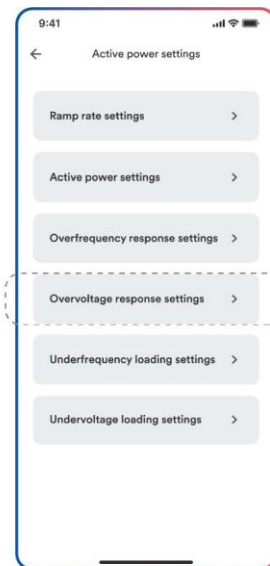 9:41
Active power settings
Ramp rate settings
Active power settings
Overfrequency response settings
Overvoltage response settings
Underfrequency loading settings
Undervoltage loading settings